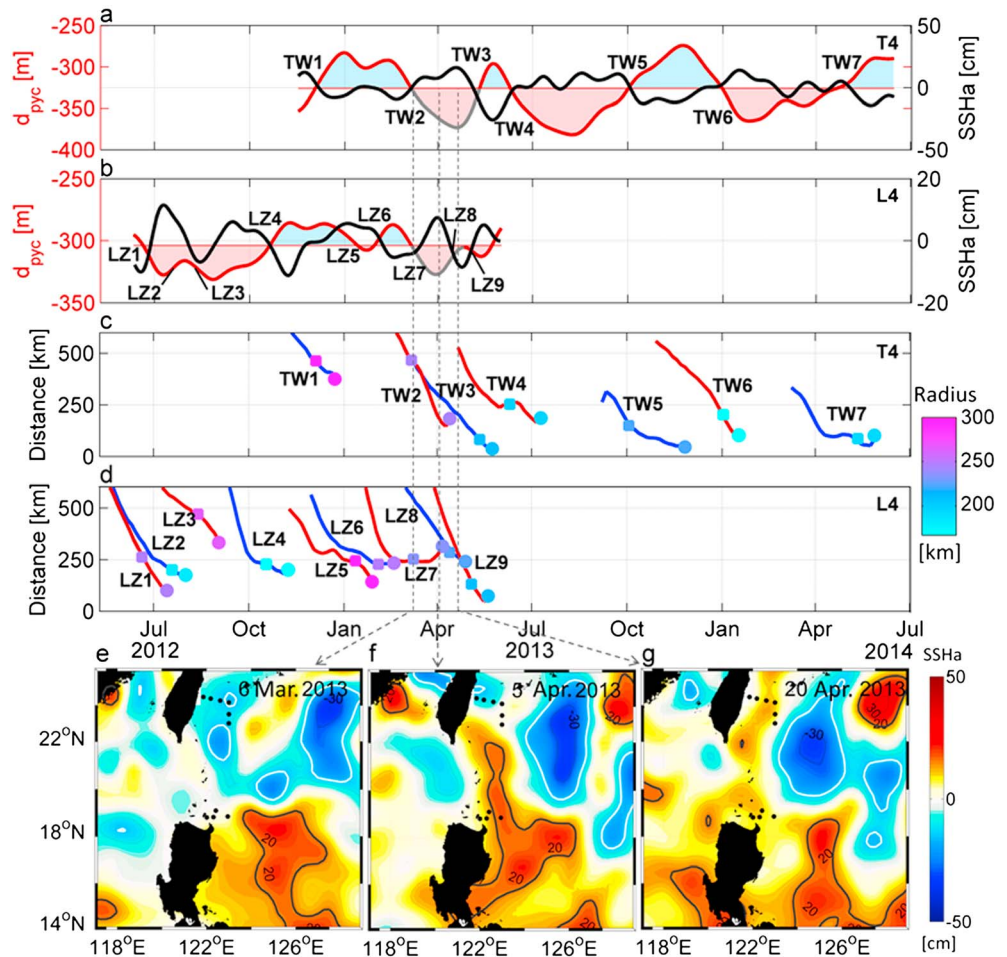 a
-250
-300
-350
-400
d_pyc [m]
TW1
TW2
TW3
TW4
TW5
TW6
TW7
T4
50
0
-50
SSHa [cm]
b
-250
-300
-350
d_pyc [m]
LZ1
LZ2
LZ3
LZ4
LZ5
LZ6
LZ7
LZ8
LZ9
L4
20
0
-20
SSHa [cm]
c
500
250
0
Distance [km]
TW1
TW2
TW3
TW4
TW5
TW6
TW7
T4
Radius
300
250
200
[km]
d
500
250
0
Distance [km]
LZ1
LZ2
LZ3
LZ4
LZ5
LZ6
LZ7
LZ8
LZ9
L4
Jul Oct Jan Apr Jul Oct Jan Apr Jul
2012 2013 2014
e
6 Mar. 2013
-30
20
20
f
5 Apr. 2013
-30
20
20
20
20
g
20 Apr. 2013
-30
30
20
20
20
20
20
22°N
18°N
14°N
118°E 122°E 126°E
118°E 122°E 126°E
118°E 122°E 126°E
SSHa
50
0
-50
[cm]